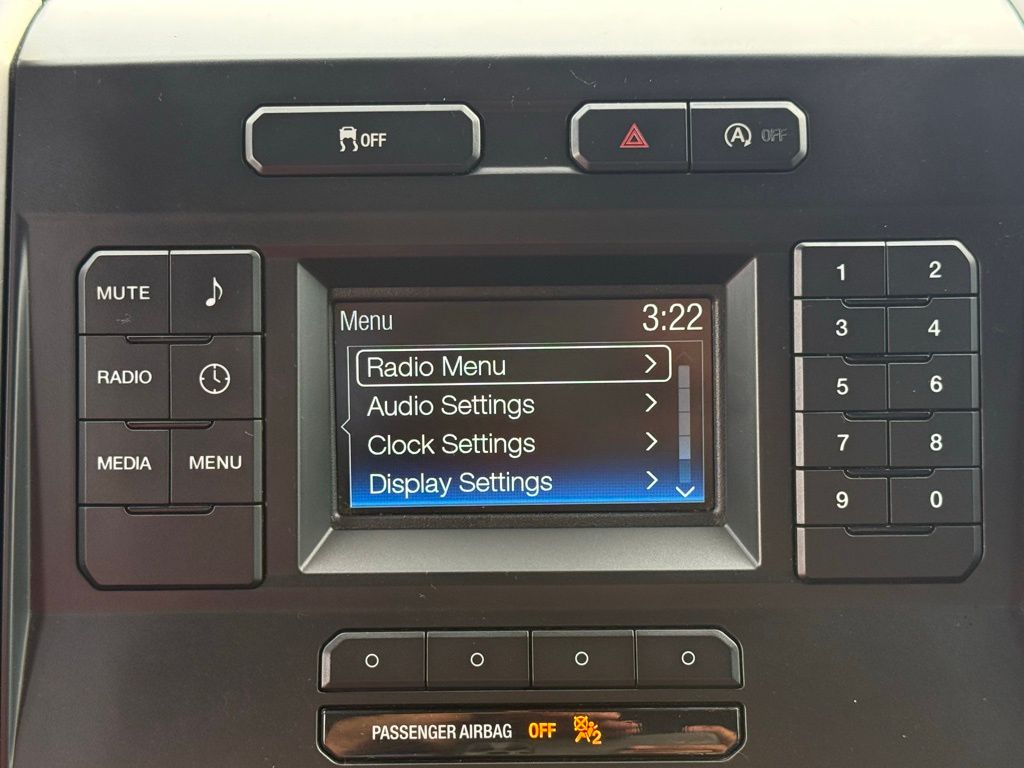 OFF
A OFF
MUTE
RADIO
MEDIA MENU
Menu 3:22
Radio Menu
Audio Settings
Clock Settings
Display Settings
1 2
3 4
5 6
7 8
9 0
PASSENGER AIRBAG OFF 2